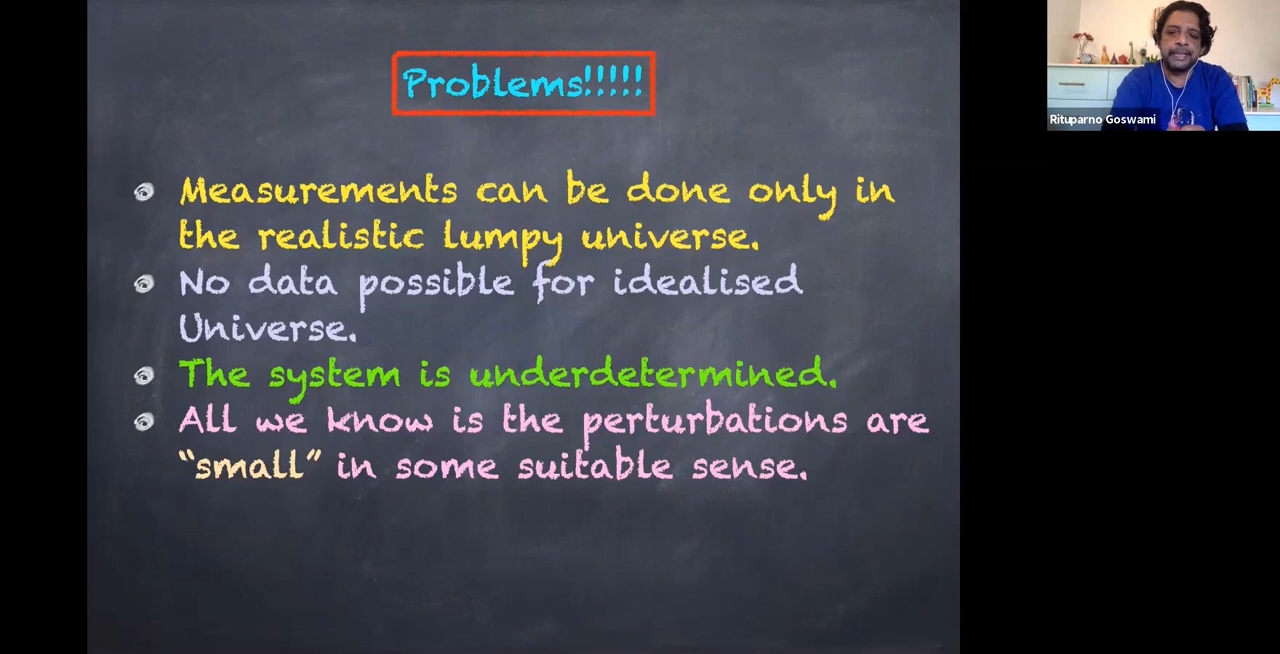 Problems!!!!!
Measurements can be done only in
the realistic lumpy universe.
No data possible for idealised
Universe.
The system is underdetermined.
All we know is the perturbations are
“small” in some suitable sense.
Rituparno Goswami